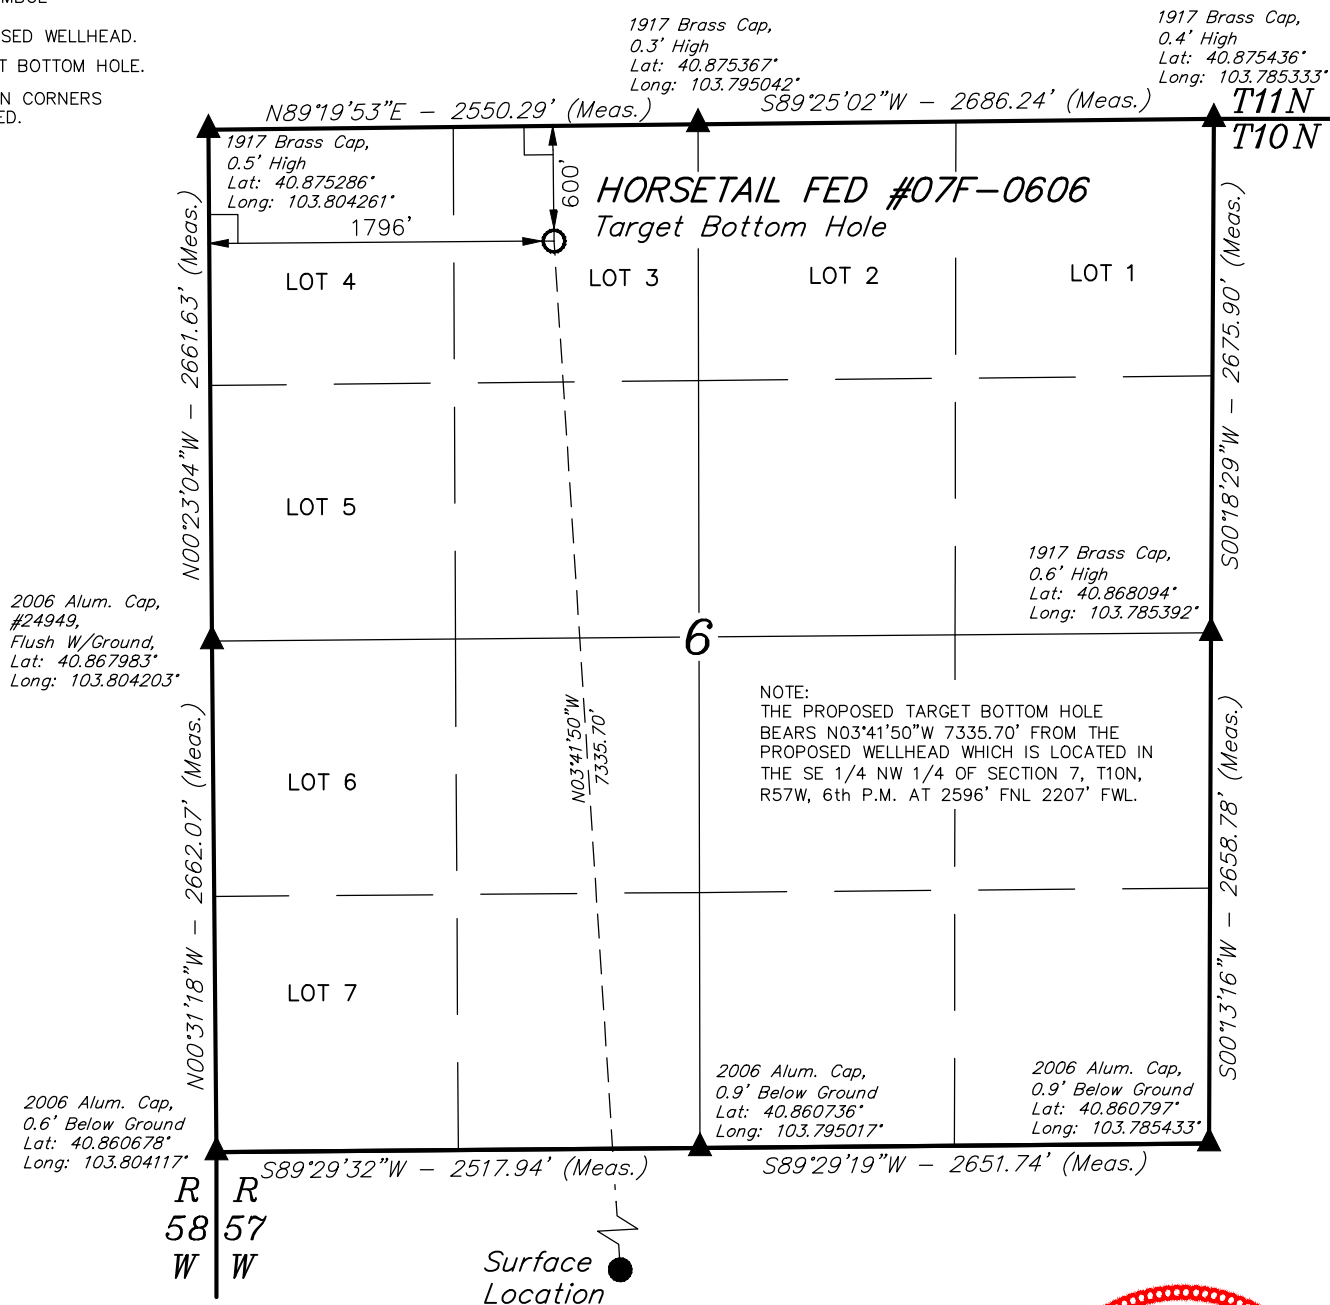 SED WELLHEAD.
T BOTTOM HOLE.
N CORNERS
ED.
1917 Brass Cap,
0.3' High
Lat: 40.875367°
Long: 103.795042°
1917 Brass Cap,
0.4' High
Lat: 40.875436°
Long: 103.785333°
N89°19'53"E - 2550.29' (Meas.)
S89°25'02"W - 2686.24' (Meas.)
T11N
T10N
1917 Brass Cap,
0.5' High
Lat: 40.875286°
Long: 103.804261°
600'
1796'
HORSETAIL FED #07F-0606
Target Bottom Hole
LOT 4
LOT 3
LOT 2
LOT 1
N00°23'04"W - 2661.63' (Meas.)
S00°18'29"W - 2675.90' (Meas.)
LOT 5
1917 Brass Cap,
0.6' High
Lat: 40.868094°
Long: 103.785392°
2006 Alum. Cap,
#24949,
Flush W/Ground,
Lat: 40.867983°
Long: 103.804203°
6
NOTE:
THE PROPOSED TARGET BOTTOM HOLE
BEARS N03°41'50"W 7335.70' FROM THE
PROPOSED WELLHEAD WHICH IS LOCATED IN
THE SE 1/4 NW 1/4 OF SECTION 7, T10N,
R57W, 6th P.M. AT 2596' FNL 2207' FWL.
N03°41'50"W
7335.70'
LOT 6
N00°31'18"W - 2662.07' (Meas.)
S00°13'16"W - 2658.78' (Meas.)
LOT 7
2006 Alum. Cap,
0.6' Below Ground
Lat: 40.860678°
Long: 103.804117°
2006 Alum. Cap,
0.9' Below Ground
Lat: 40.860736°
Long: 103.795017°
2006 Alum. Cap,
0.9' Below Ground
Lat: 40.860797°
Long: 103.785433°
S89°29'32"W - 2517.94' (Meas.)
S89°29'19"W - 2651.74' (Meas.)
R R
58 57
W W
Surface
Location